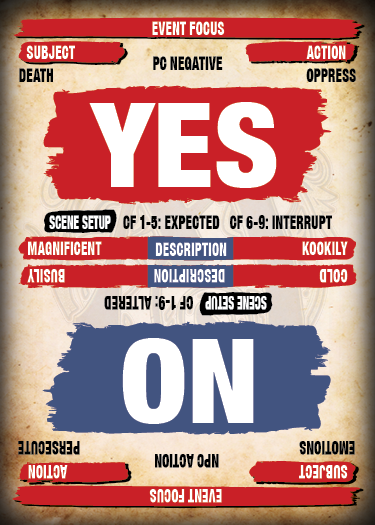 EVENT FOCUS
SUBJECT ACTION
DEATH PC NEGATIVE OPPRESS
YES
SCENE SETUP CF 1-5: EXPECTED CF 6-9: INTERRUPT
MAGNIFICENT DESCRIPTION KOOKILY
EVENT FOCUS
SUBJECT ACTION
EMOTIONS NPC ACTION PERSECUTE
NO
SCENE SETUP CF 1-9: ALTERED
COLD DESCRIPTION BUSILY